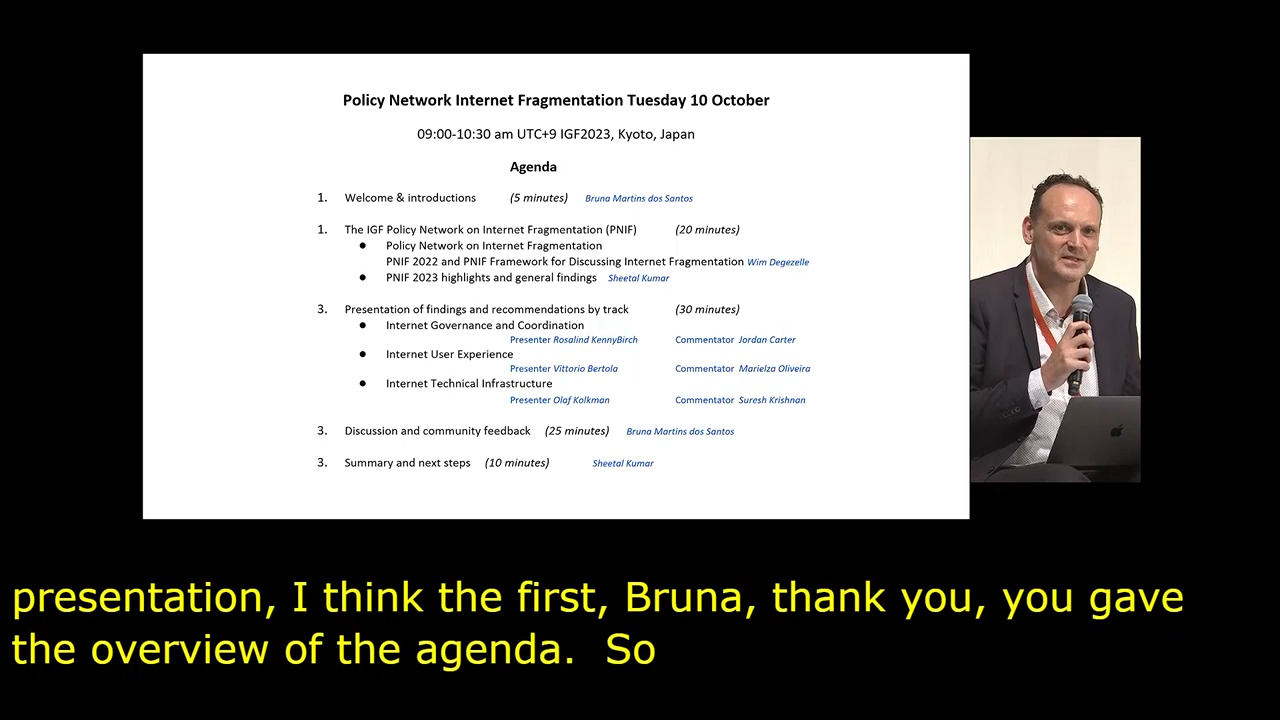 Policy Network Internet Fragmentation Tuesday 10 October
09:00-10:30 am UTC+9 IGF2023, Kyoto, Japan
Agenda
1. Welcome & introductions (5 minutes) Bruna Martins dos Santos
1. The IGF Policy Network on Internet Fragmentation (PNIF) (20 minutes)
● Policy Network on Internet Fragmentation
PNIF 2022 and PNIF Framework for Discussing Internet Fragmentation Wim Degezelle
● PNIF 2023 highlights and general findings Sheetal Kumar
3. Presentation of findings and recommendations by track (30 minutes)
● Internet Governance and Coordination
Presenter Rosalind KennyBirch Commentator Jordan Carter
● Internet User Experience
Presenter Vittorio Bertola Commentator Marielza Oliveira
● Internet Technical Infrastructure
Presenter Olaf Kolkman Commentator Suresh Krishnan
3. Discussion and community feedback (25 minutes) Bruna Martins dos Santos
3. Summary and next steps (10 minutes) Sheetal Kumar
presentation, I think the first, Bruna, thank you, you gave
the overview of the agenda.  So